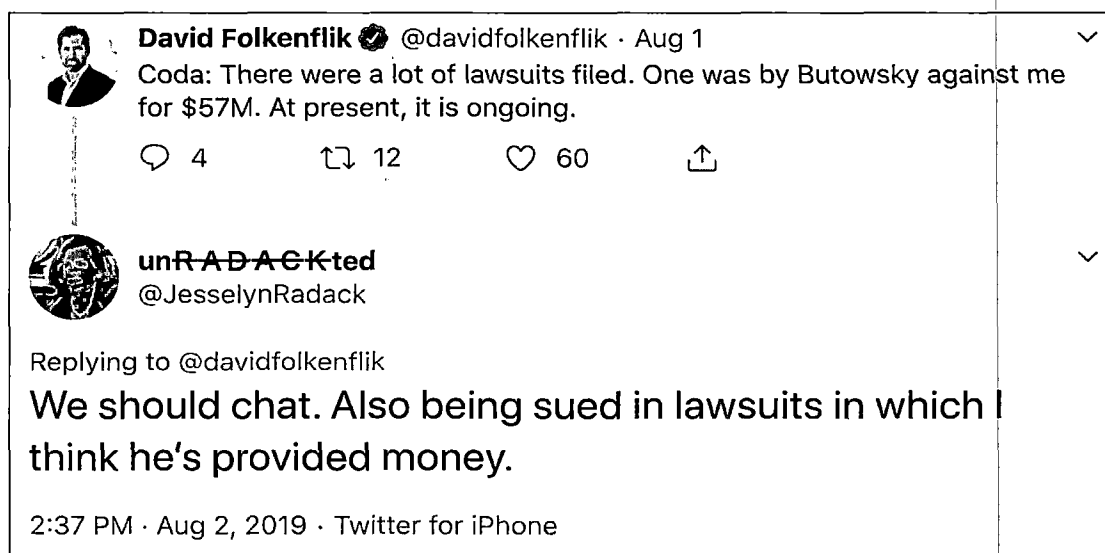 David Folkenflik @davidfolkenflik · Aug 1
Coda: There were a lot of lawsuits filed. One was by Butowsky against me
for $57M. At present, it is ongoing.
4 12 60
unRADACKted
@JesselynRadack
Replying to @davidfolkenflik
We should chat. Also being sued in lawsuits in which I
think he's provided money.
2:37 PM · Aug 2, 2019 · Twitter for iPhone